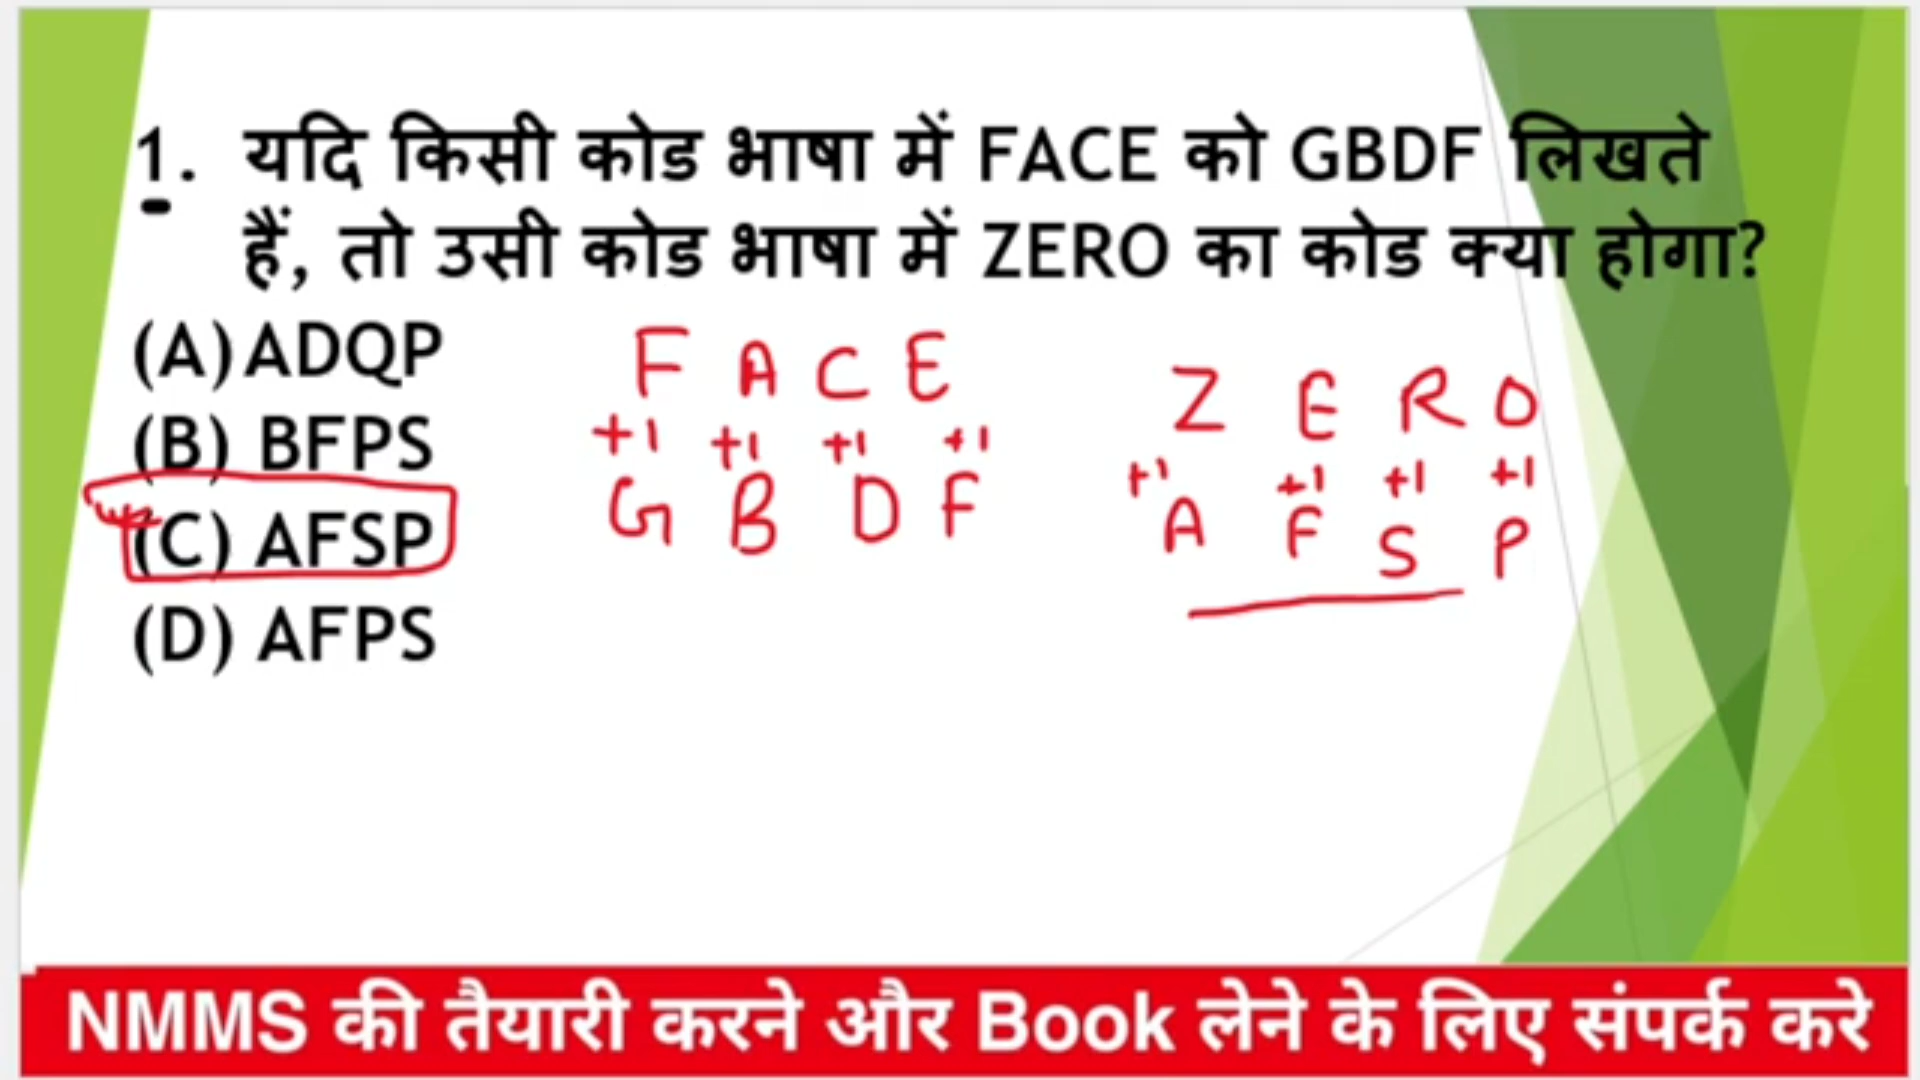 1. यदि किसी कोड भाषा में FACE को GBDF लिखते
हैं, तो उसी कोड भाषा में ZERO का कोड क्या होगा?
(A) ADQP
(B) BFPS
(C) AFSP
(D) AFPS
F A C E
+1 +1 +1 +1
G B D F
Z E R O
+1 +1 +1 +1
A F S P
NMMS की तैयारी करने और Book लेने के लिए संपर्क करे